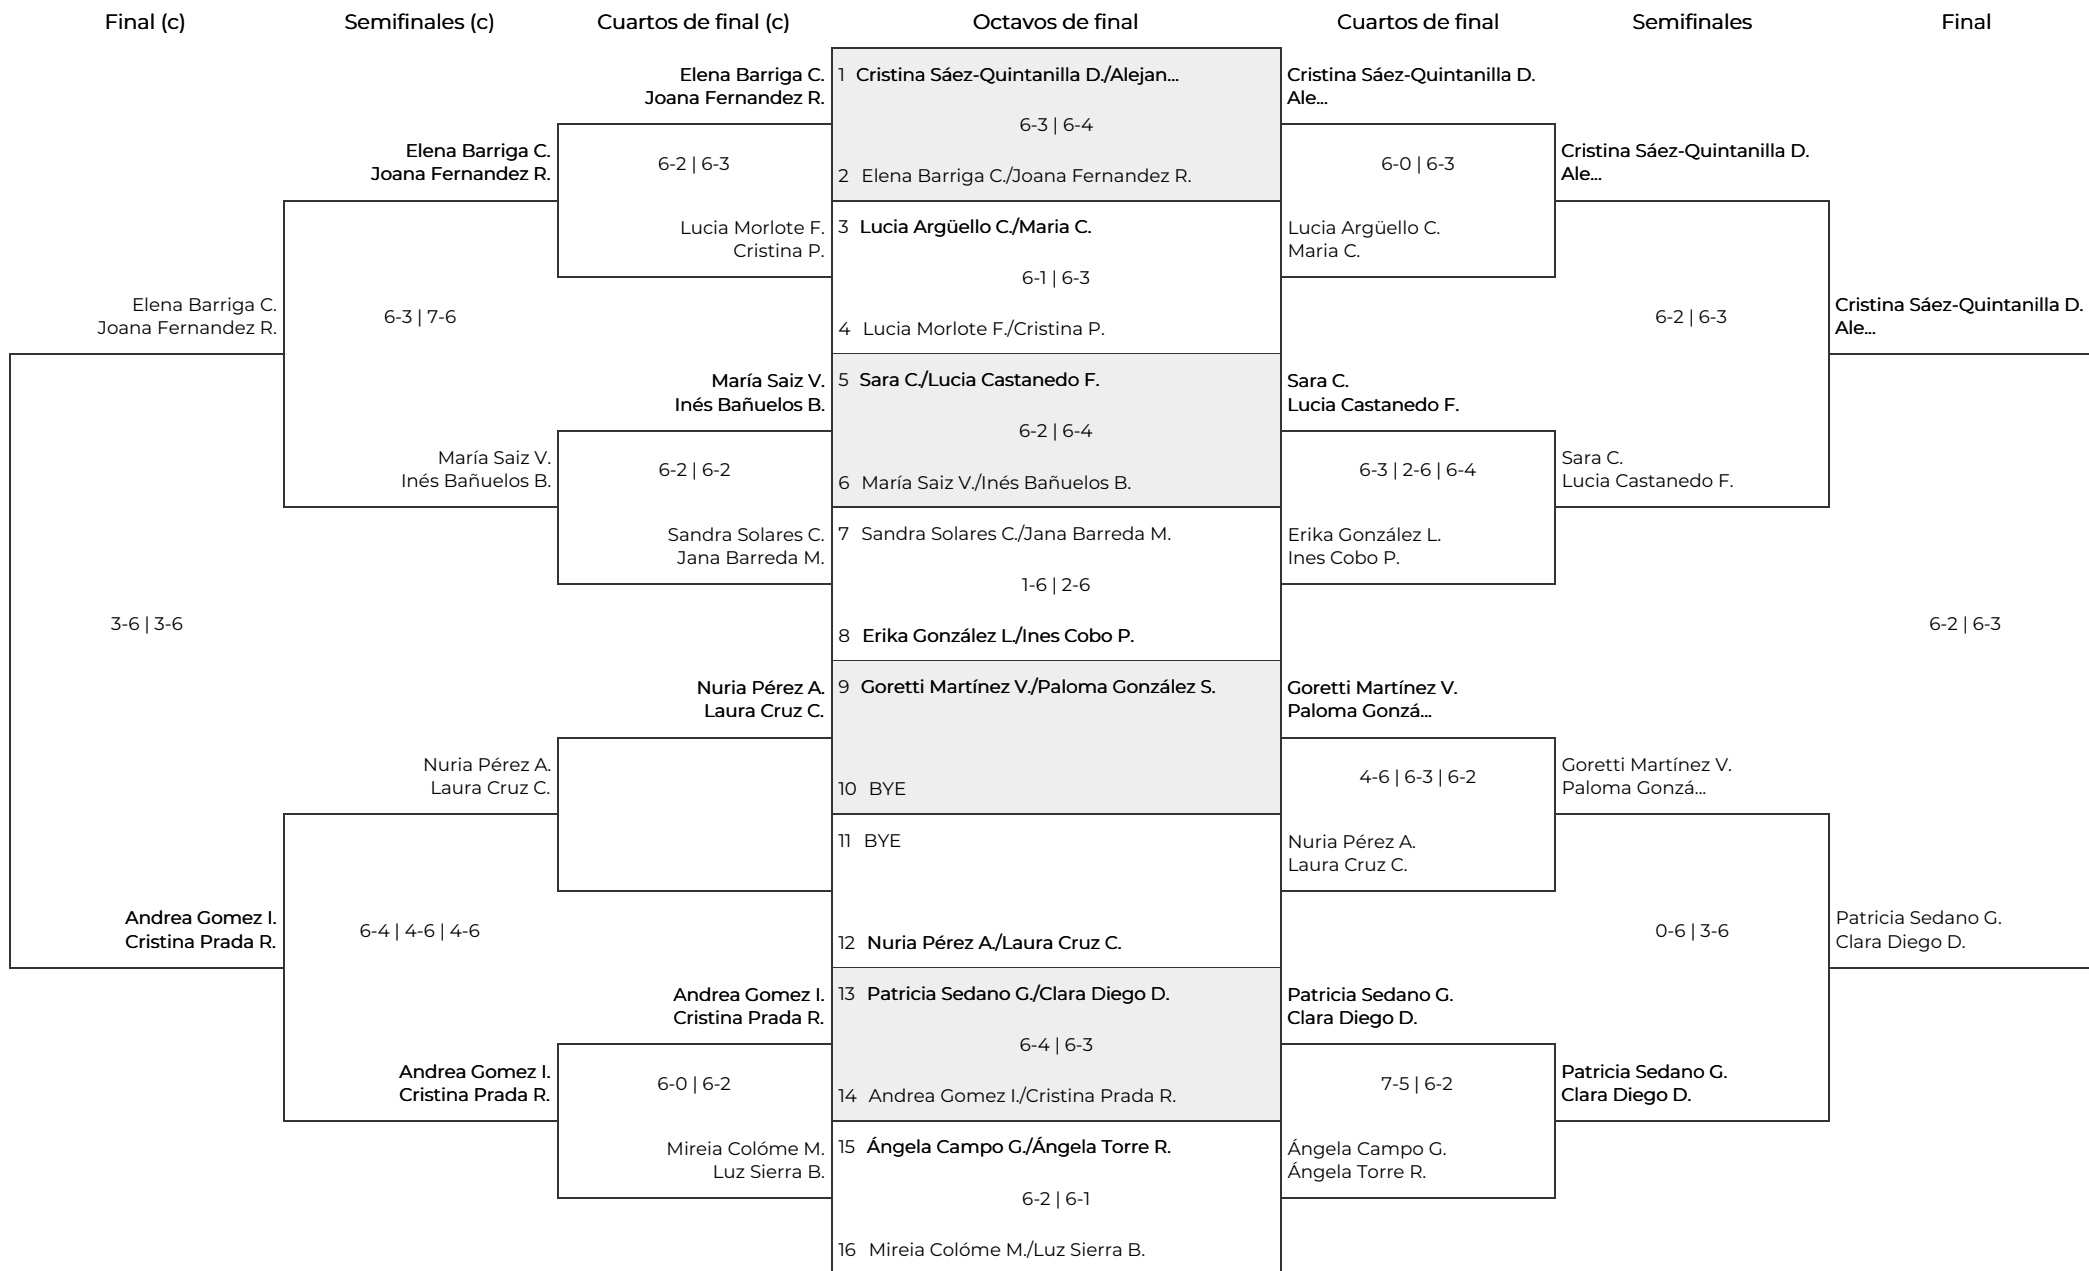 Final (c)
Semifinales (c)
Cuartos de final (c)
Octavos de final
Cuartos de final
Semifinales
Final
Elena Barriga C.
Joana Fernandez R.
3-6 | 3-6
Andrea Gomez I.
Cristina Prada R.
Elena Barriga C.
Joana Fernandez R.
6-3 | 7-6
María Saiz V.
Inés Bañuelos B.
Nuria Pérez A.
Laura Cruz C.
6-4 | 4-6 | 4-6
Andrea Gomez I.
Cristina Prada R.
Elena Barriga C.
Joana Fernandez R.
6-2 | 6-3
Lucia Morlote F.
Cristina P.
María Saiz V.
Inés Bañuelos B.
6-2 | 6-2
Sandra Solares C.
Jana Barreda M.
Nuria Pérez A.
Laura Cruz C.
Andrea Gomez I.
Cristina Prada R.
6-0 | 6-2
Mireia Colóme M.
Luz Sierra B.
1 Cristina Sáez-Quintanilla D./Alejan...
6-3 | 6-4
2 Elena Barriga C./Joana Fernandez R.
3 Lucia Argüello C./Maria C.
6-1 | 6-3
4 Lucia Morlote F./Cristina P.
5 Sara C./Lucia Castanedo F.
6-2 | 6-4
6 María Saiz V./Inés Bañuelos B.
7 Sandra Solares C./Jana Barreda M.
1-6 | 2-6
8 Erika González L./Ines Cobo P.
9 Goretti Martínez V./Paloma González S.
10 BYE
11 BYE
12 Nuria Pérez A./Laura Cruz C.
13 Patricia Sedano G./Clara Diego D.
6-4 | 6-3
14 Andrea Gomez I./Cristina Prada R.
15 Ángela Campo G./Ángela Torre R.
6-2 | 6-1
16 Mireia Colóme M./Luz Sierra B.
Cristina Sáez-Quintanilla D.
Ale...
6-0 | 6-3
Lucia Argüello C.
Maria C.
Sara C.
Lucia Castanedo F.
6-3 | 2-6 | 6-4
Erika González L.
Ines Cobo P.
Goretti Martínez V.
Paloma Gonzá...
4-6 | 6-3 | 6-2
Nuria Pérez A.
Laura Cruz C.
Patricia Sedano G.
Clara Diego D.
7-5 | 6-2
Ángela Campo G.
Ángela Torre R.
Cristina Sáez-Quintanilla D.
Ale...
6-2 | 6-3
Sara C.
Lucia Castanedo F.
Goretti Martínez V.
Paloma Gonzá...
0-6 | 3-6
Patricia Sedano G.
Clara Diego D.
Cristina Sáez-Quintanilla D.
Ale...
6-2 | 6-3
Patricia Sedano G.
Clara Diego D.